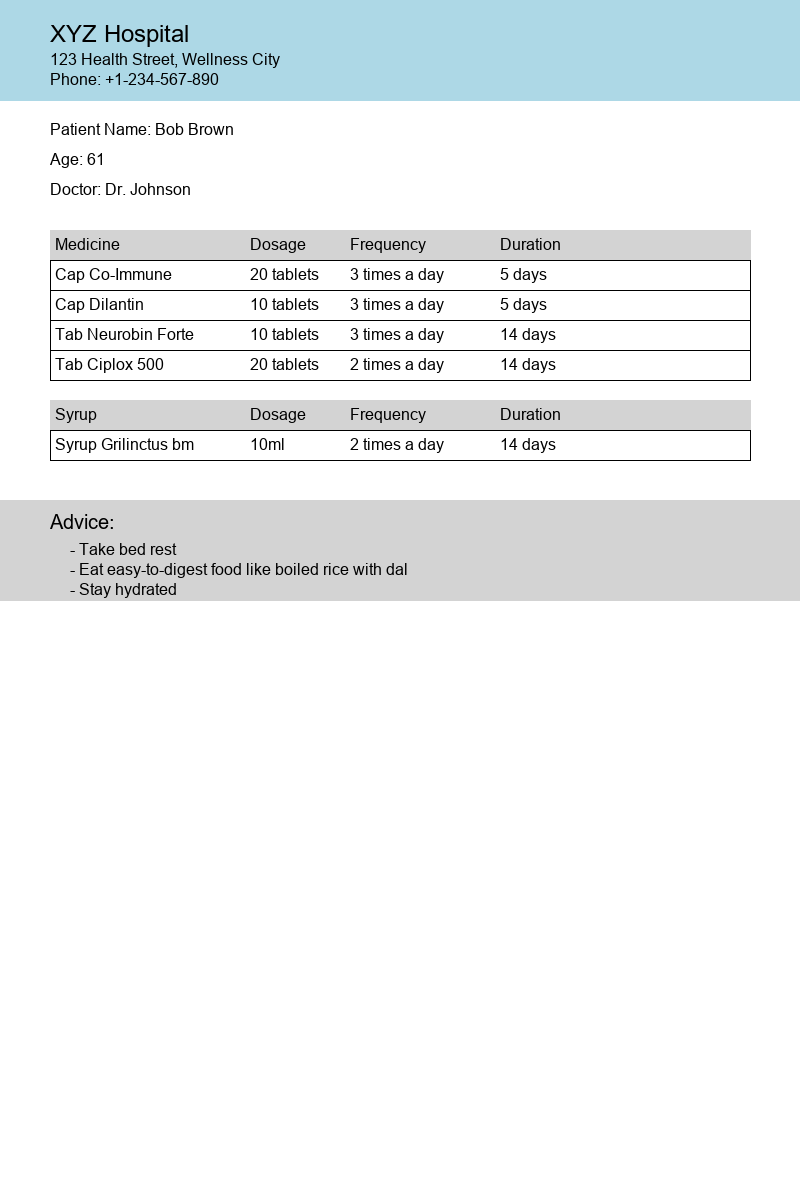 XYZ Hospital
123 Health Street, Wellness City
Phone: +1-234-567-890
Patient Name: Bob Brown
Age: 61
Doctor: Dr. Johnson
Medicine Dosage Frequency Duration
Cap Co-Immune 20 tablets 3 times a day 5 days
Cap Dilantin 10 tablets 3 times a day 5 days
Tab Neurobin Forte 10 tablets 3 times a day 14 days
Tab Ciplox 500 20 tablets 2 times a day 14 days
Syrup Dosage Frequency Duration
Syrup Grilinctus bm 10ml 2 times a day 14 days
Advice:
- Take bed rest
- Eat easy-to-digest food like boiled rice with dal
- Stay hydrated